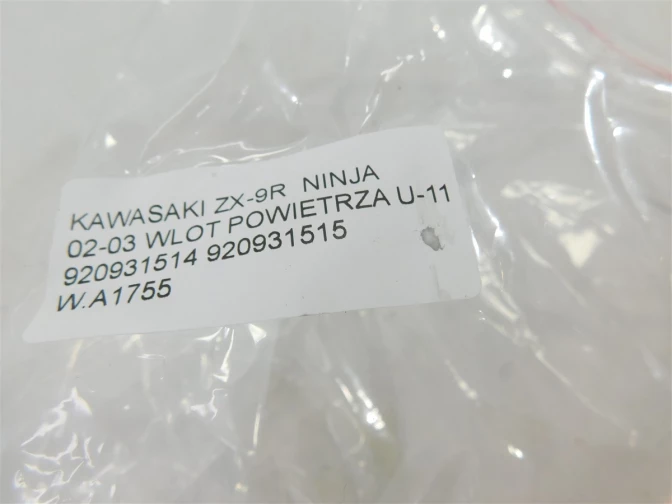 KAWASAKI ZX-9R NINJA
02-03 WLOT POWIETRZA U-11
920931514 920931515
W.A1755